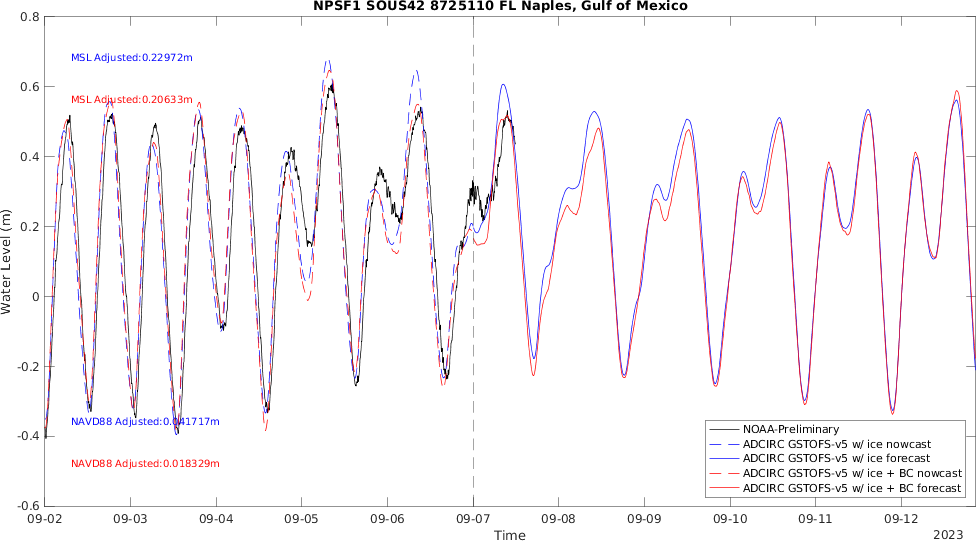 NPSF1 SOUS42 8725110 FL Naples, Gulf of Mexico
0.8
0.6
0.4
0.2
0
-0.2
-0.4
-0.6
Water Level (m)
MSL Adjusted:0.22972m
MSL Adjusted:0.20633m
NAVD88 Adjusted:0.041717m
NAVD88 Adjusted:0.018329m
NOAA-Preliminary
ADCIRC GSTOFS-v5 w/ ice nowcast
ADCIRC GSTOFS-v5 w/ ice forecast
ADCIRC GSTOFS-v5 w/ ice + BC nowcast
ADCIRC GSTOFS-v5 w/ ice + BC forecast
09-02 09-03 09-04 09-05 09-06 09-07 09-08 09-09 09-10 09-11 09-12
Time
2023